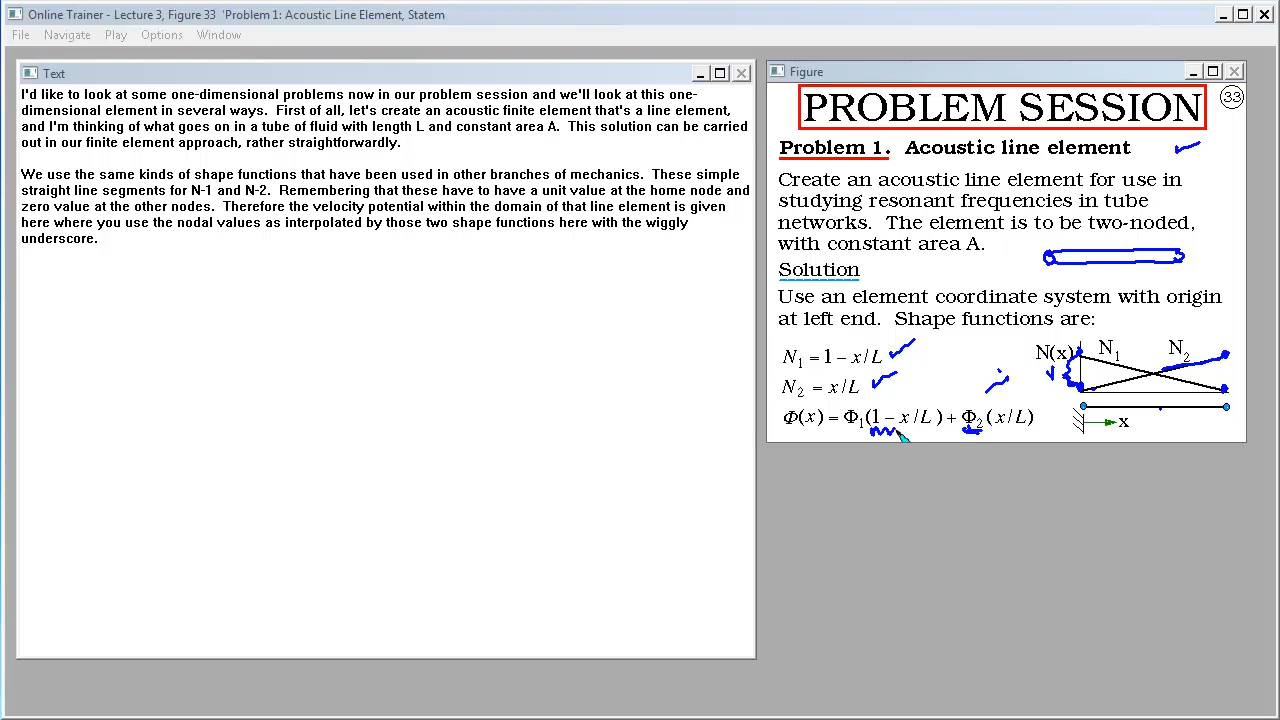 Online Trainer - Lecture 3, Figure 33  'Problem 1: Acoustic Line Element, Statem
File Navigate Play Options Window
Text
I'd like to look at some one-dimensional problems now in our problem session and we'll look at this one-
dimensional element in several ways.  First of all, let's create an acoustic finite element that's a line element,
and I'm thinking of what goes on in a tube of fluid with length L and constant area A.  This solution can be carried
out in our finite element approach, rather straightforwardly.
We use the same kinds of shape functions that have been used in other branches of mechanics.  These simple
straight line segments for N-1 and N-2.  Remembering that these have to have a unit value at the home node and
zero value at the other nodes.  Therefore the velocity potential within the domain of that line element is given
here where you use the nodal values as interpolated by those two shape functions here with the wiggly
underscore.
Figure
PROBLEM SESSION
33
Problem 1.  Acoustic line element
Create an acoustic line element for use in
studying resonant frequencies in tube
networks.  The element is to be two-noded,
with constant area A.
Solution
Use an element coordinate system with origin
at left end.  Shape functions are:
N₁ = 1 − x/L
N₂ = x/L
Φ(x) = Φ₁(1 − x/L) + Φ₂(x/L)
N(x) N₁ N₂
x